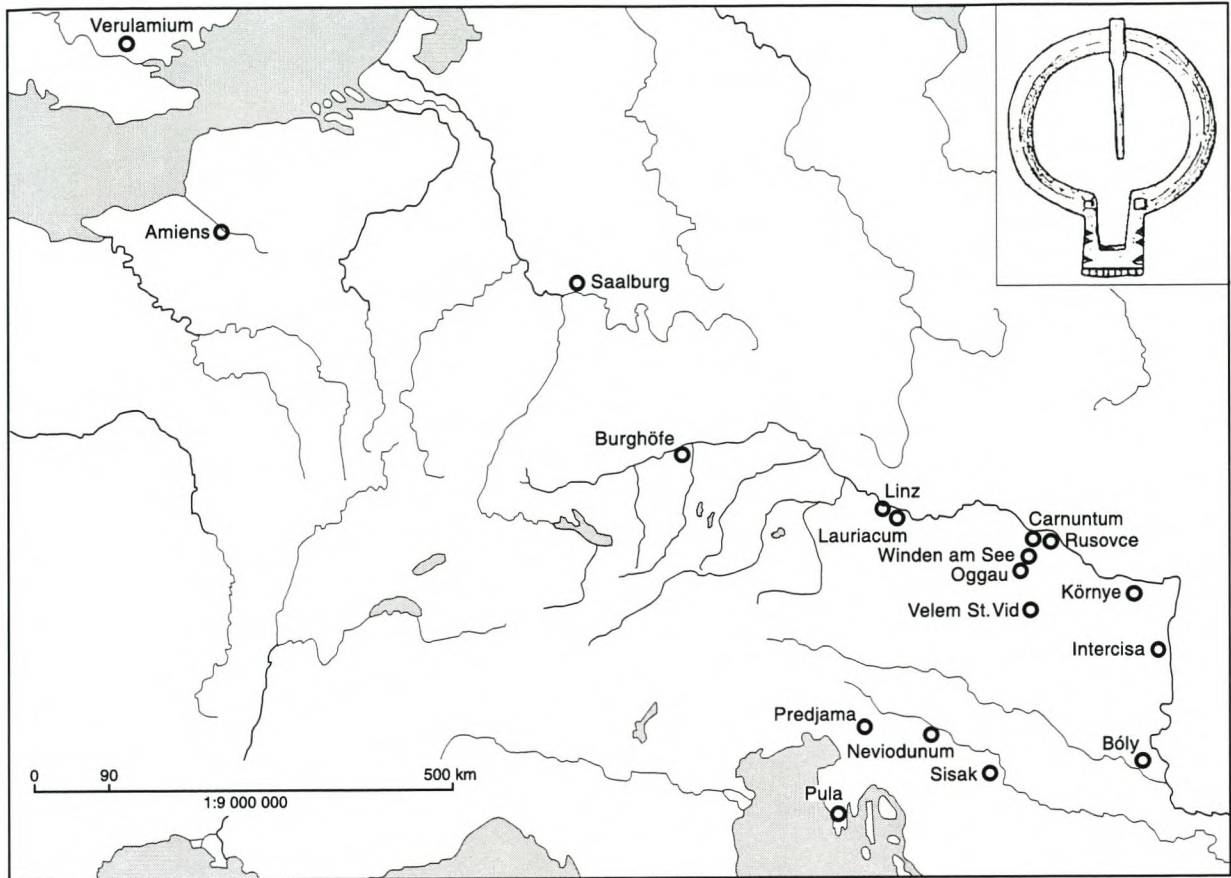 Verulamium
Amiens
Saalburg
Burghöfe
Linz
Lauriacum
Carnuntum
Rusovce
Winden am See
Oggau
Környe
Velem St. Vid
Intercisa
Predjama
Neviodunum
Bóly
Sisak
Pula
0 90 500 km
1:9 000 000